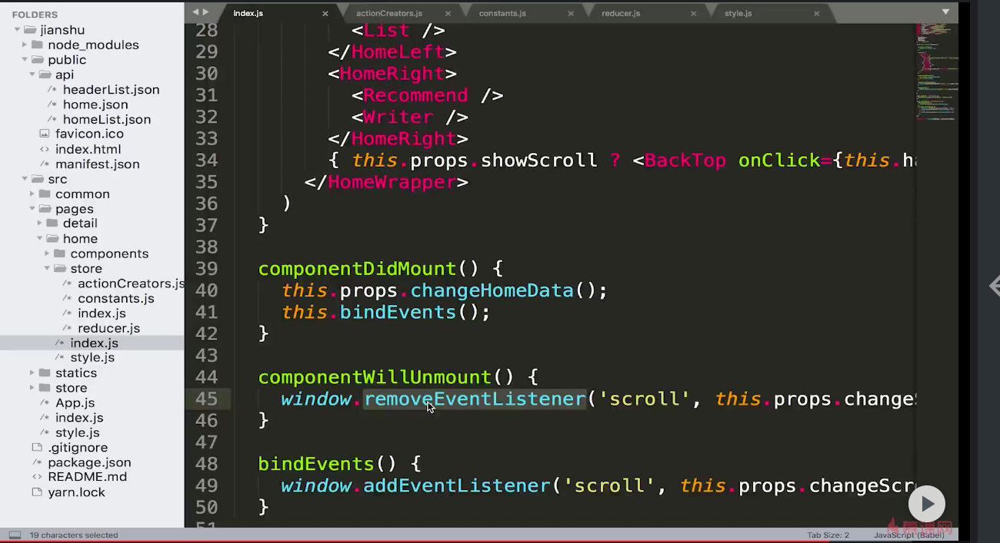 FOLDERS
jianshu
node_modules
public
api
/* headerList.json
/* home.json
/* homeList.json
favicon.ico
<> index.html
/* manifest.json
src
common
pages
detail
home
components
store
/* actionCreators.js
/* constants.js
/* index.js
/* reducer.js
/* index.js
/* style.js
statics
store
/* App.js
/* index.js
/* style.js
.gitignore
/* package.json
<> README.md
yarn.lock
index.js × actionCreators.js × constants.js × reducer.js × style.js ×
28 <List />
29 </HomeLeft>
30 <HomeRight>
31 <Recommend />
32 <Writer />
33 </HomeRight>
34 { this.props.showScroll ? <BackTop onClick={this.ha
35 </HomeWrapper>
36 )
37 }
38
39 componentDidMount() {
40 this.props.changeHomeData();
41 this.bindEvents();
42 }
43
44 componentWillUnmount() {
45 window.removeEventListener('scroll', this.props.changeS
46 }
47
48 bindEvents() {
49 window.addEventListener('scroll', this.props.changeScr
50 }
51
19 characters selected
Tab Size: 2
JavaScript (Babel)
慕课网